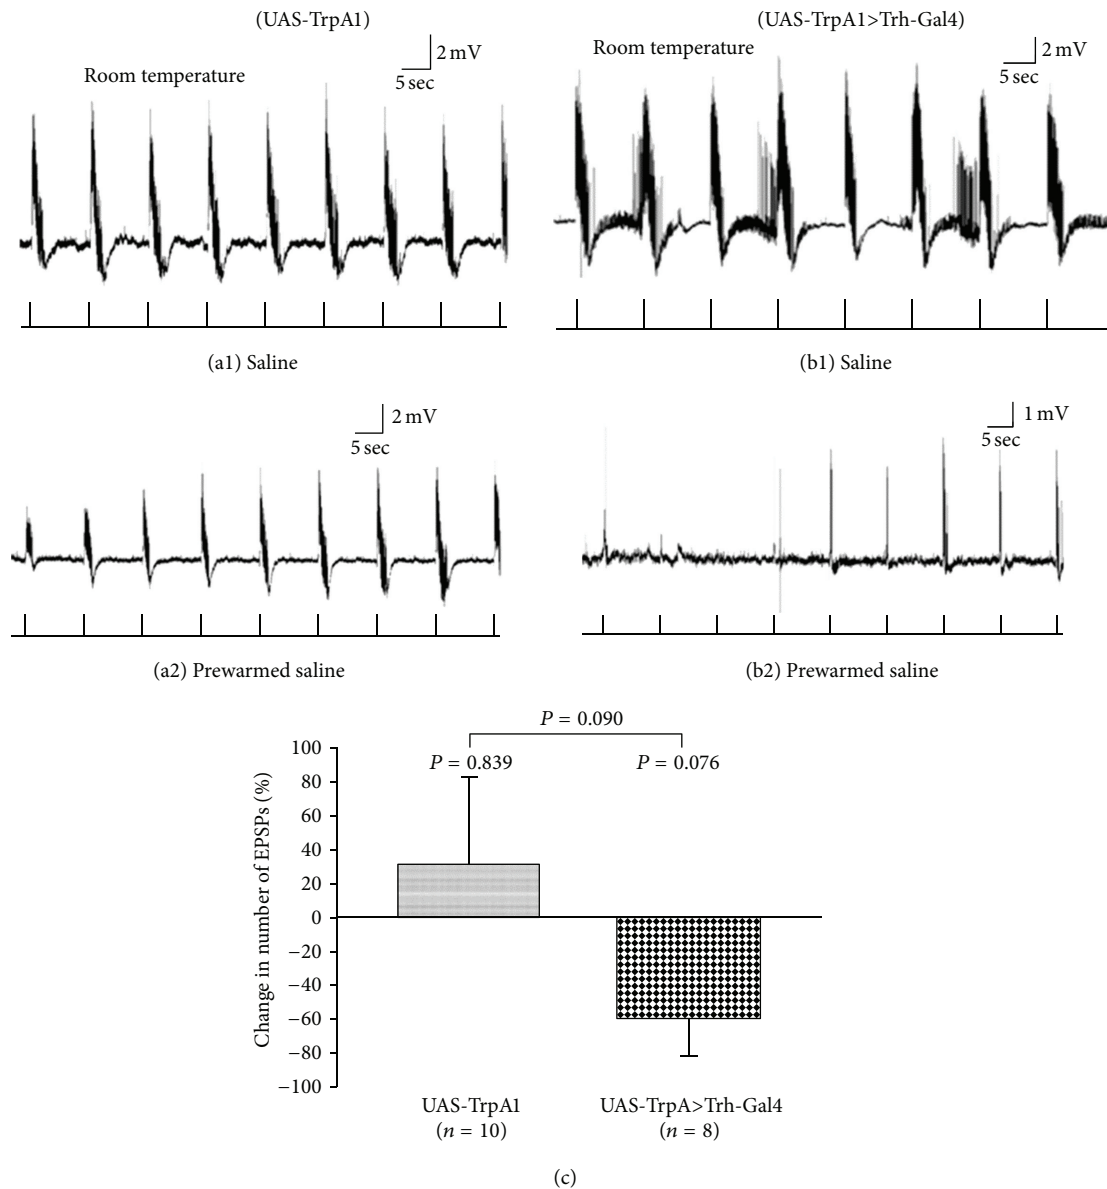 (UAS-TrpA1)
(UAS-TrpA1>Trh-Gal4)
Room temperature
2 mV
5 sec
Room temperature
2 mV
5 sec
(a1) Saline
(b1) Saline
2 mV
5 sec
1 mV
5 sec
(a2) Prewarmed saline
(b2) Prewarmed saline
P = 0.090
P = 0.839
P = 0.076
Change in number of EPSPs (%)
100
80
60
40
20
0
−20
−40
−60
−80
−100
UAS-TrpA1
(n = 10)
UAS-TrpA>Trh-Gal4
(n = 8)
(c)